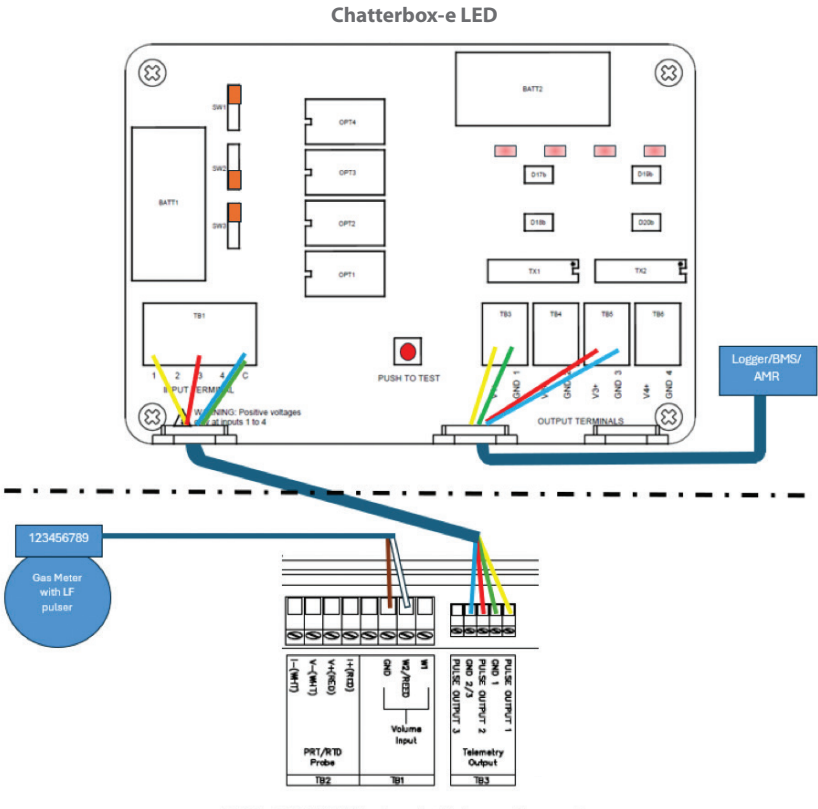 Chatterbox-e LED
BATT2
SW1
OPT4
SW2
OPT3
D17b
D19b
BATT1
SW3
OPT2
D18b
D20b
OPT1
TX1
TX2
TB1
TB3
TB4
TB5
TB6
1 2 3 4 C
PUSH TO TEST
GND 1
V3+
GND 3
V4+
GND 4
Logger/BMS/
AMR
INPUT TERMINAL
WARNING: Positive voltages
at inputs 1 to 4
OUTPUT TERMINALS
123456789
Gas Meter
with LF
pulser
I-(WHT)
V-(WHT)
V+(RED)
I+(RED)
GND
W2/REED
W1
PULSE OUTPUT 3
GND 2/3
PULSE OUTPUT 2
GND 1
PULSE OUTPUT 1
Volume
Input
PRT/RTD
Probe
Telemetry
Output
TB2
TB1
TB3